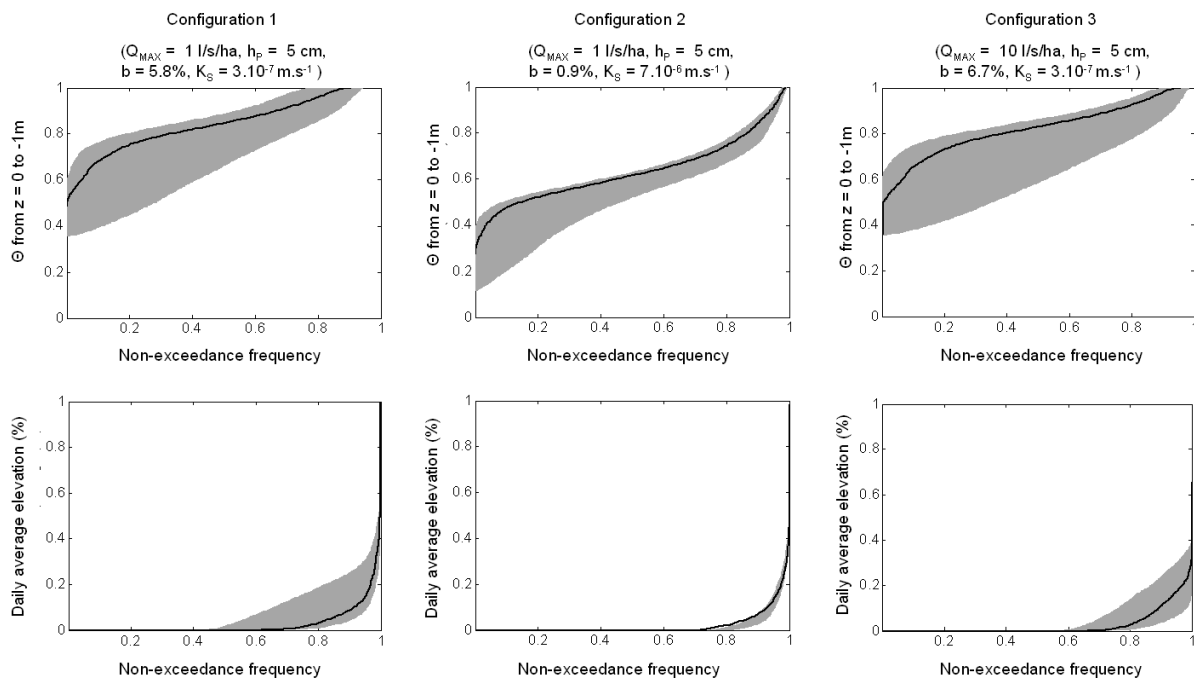 Configuration 1
(Q_MAX = 1 l/s/ha, h_P = 5 cm,
b = 5.8%, K_S = 3.10⁻⁷ m.s⁻¹ )
Configuration 2
(Q_MAX = 1 l/s/ha, h_P = 5 cm,
b = 0.9%, K_S = 7.10⁻⁶ m.s⁻¹ )
Configuration 3
(Q_MAX = 10 l/s/ha, h_P = 5 cm,
b = 6.7%, K_S = 3.10⁻⁷ m.s⁻¹ )
Θ from z = 0 to -1m
1
0.8
0.6
0.4
0.2
0
0.2 0.4 0.6 0.8 1
Non-exceedance frequency
Θ from z = 0 to -1m
1
0.8
0.6
0.4
0.2
0
0.2 0.4 0.6 0.8 1
Non-exceedance frequency
Θ from z = 0 to -1m
1
0.8
0.6
0.4
0.2
0
0.2 0.4 0.6 0.8 1
Non-exceedance frequency
Daily average elevation (%)
1
0.8
0.6
0.4
0.2
0
0.2 0.4 0.6 0.8 1
Non-exceedance frequency
Daily average elevation (%)
1
0.8
0.6
0.4
0.2
0
0.2 0.4 0.6 0.8 1
Non-exceedance frequency
Daily average elevation (%)
1
0.8
0.6
0.4
0.2
0
0.2 0.4 0.6 0.8 1
Non-exceedance frequency